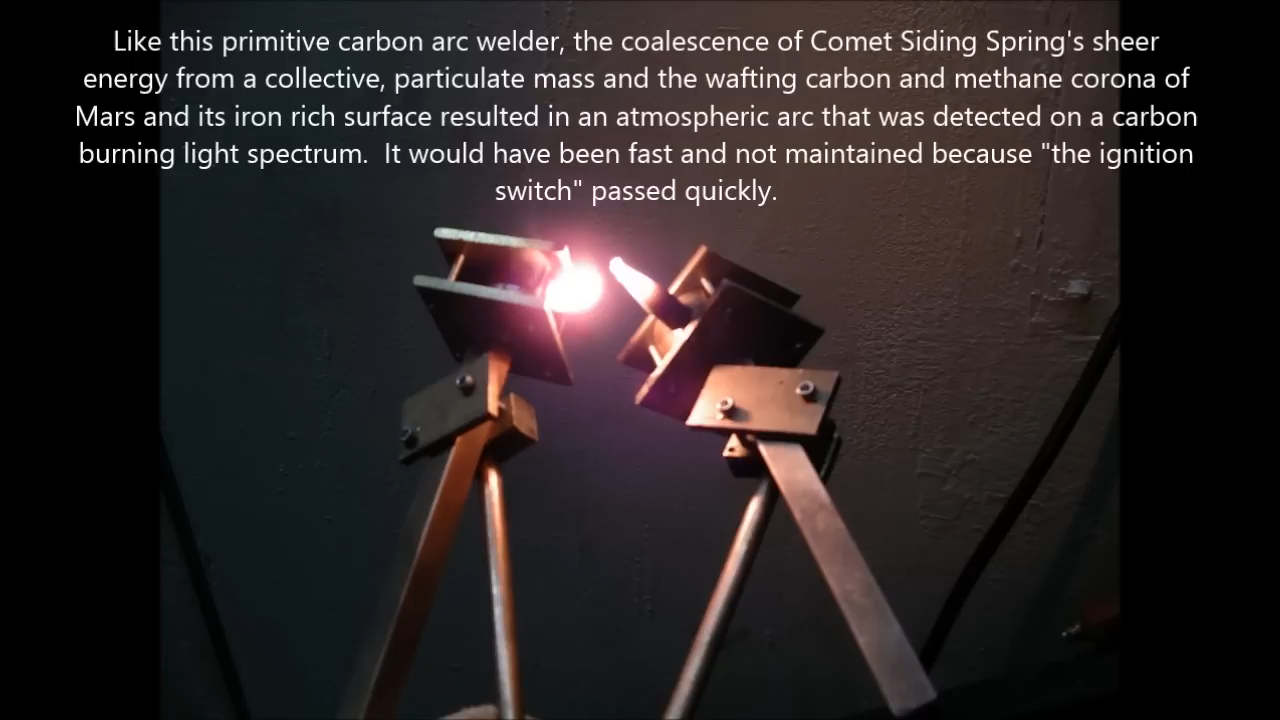 Like this primitive carbon arc welder, the coalescence of Comet Siding Spring's sheer
energy from a collective, particulate mass and the wafting carbon and methane corona of
Mars and its iron rich surface resulted in an atmospheric arc that was detected on a carbon
burning light spectrum.  It would have been fast and not maintained because "the ignition
switch" passed quickly.